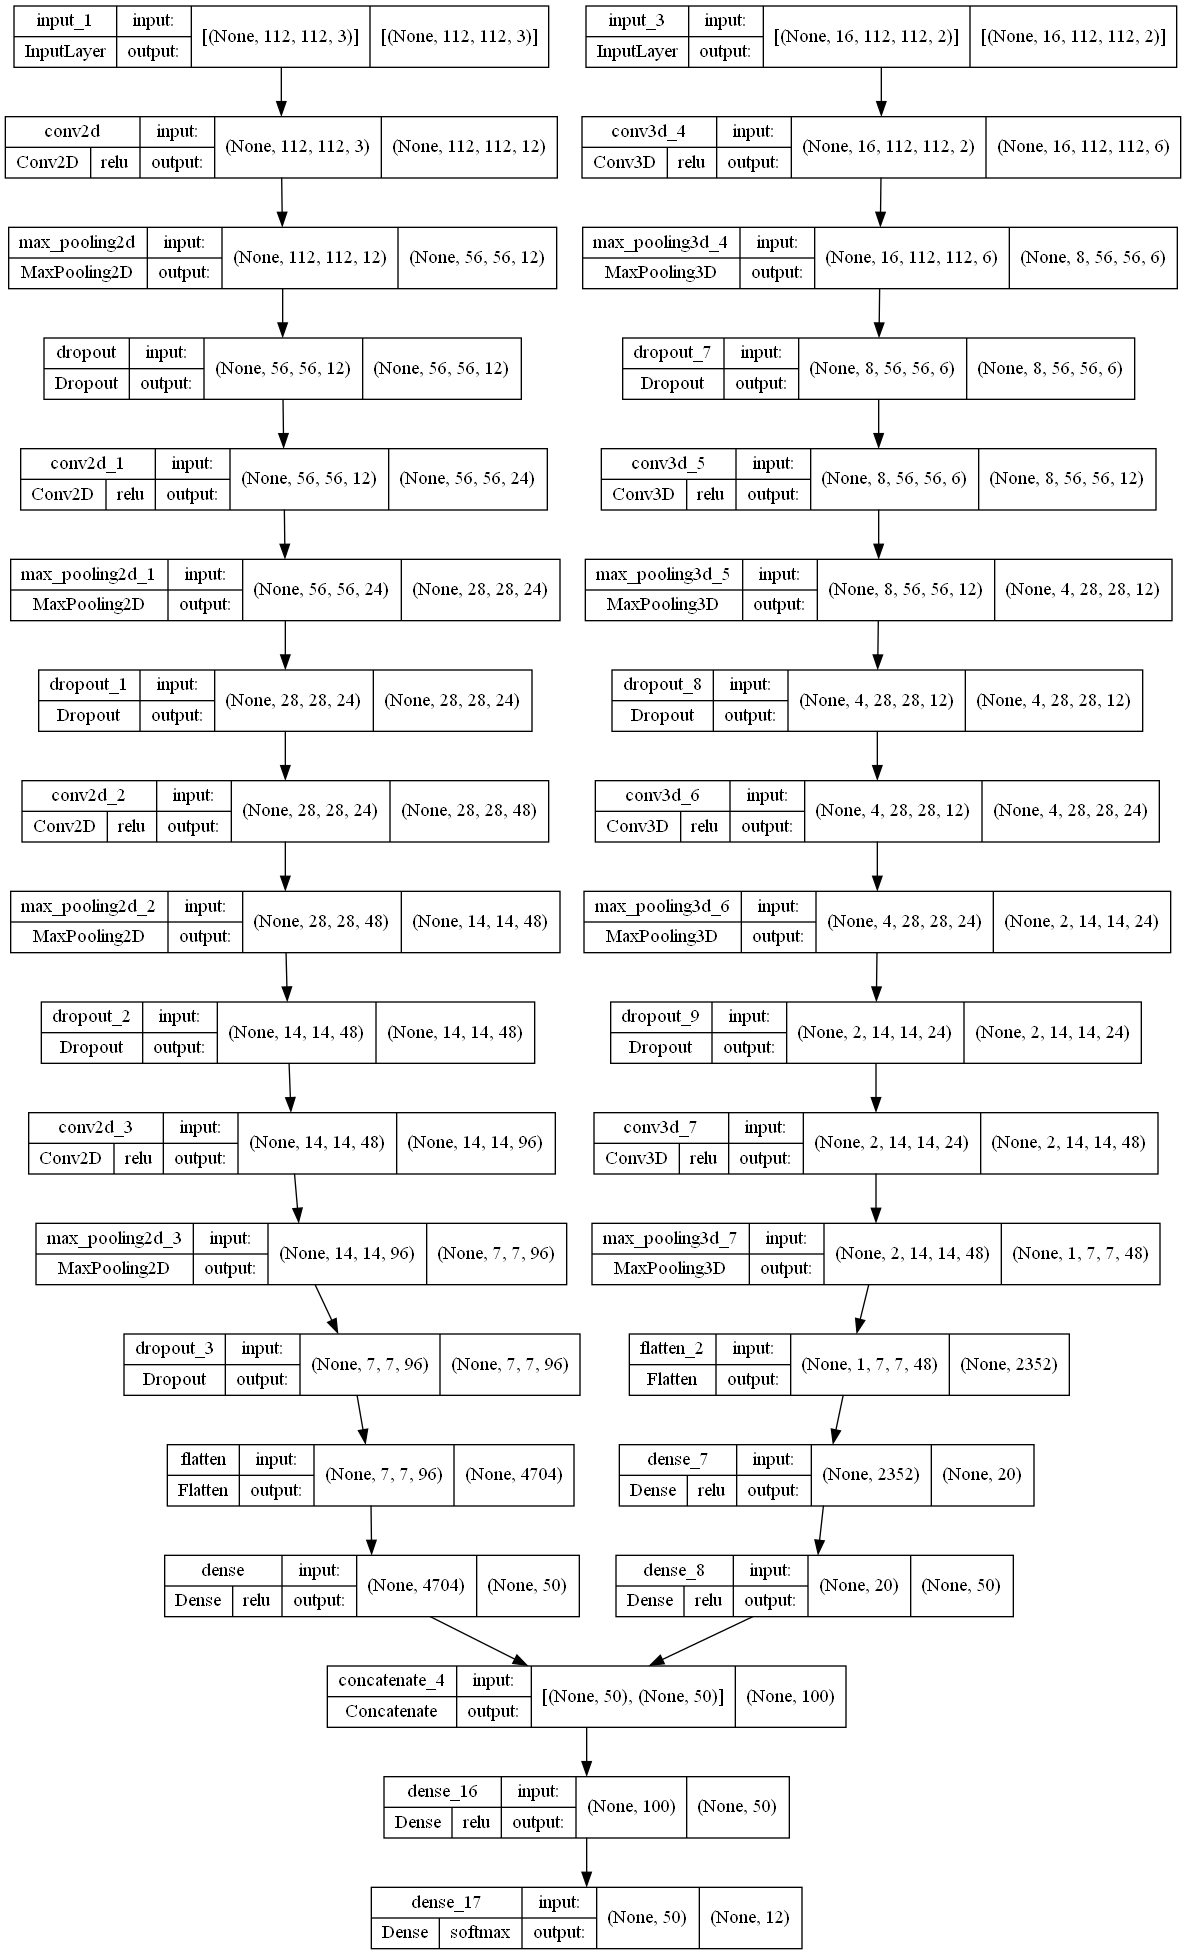 input_1 input: [(None, 112, 112, 3)] [(None, 112, 112, 3)]
InputLayer output:
conv2d input: (None, 112, 112, 3) (None, 112, 112, 12)
Conv2D relu output:
max_pooling2d input: (None, 112, 112, 12) (None, 56, 56, 12)
MaxPooling2D output:
dropout input: (None, 56, 56, 12) (None, 56, 56, 12)
Dropout output:
conv2d_1 input: (None, 56, 56, 12) (None, 56, 56, 24)
Conv2D relu output:
max_pooling2d_1 input: (None, 56, 56, 24) (None, 28, 28, 24)
MaxPooling2D output:
dropout_1 input: (None, 28, 28, 24) (None, 28, 28, 24)
Dropout output:
conv2d_2 input: (None, 28, 28, 24) (None, 28, 28, 48)
Conv2D relu output:
max_pooling2d_2 input: (None, 28, 28, 48) (None, 14, 14, 48)
MaxPooling2D output:
dropout_2 input: (None, 14, 14, 48) (None, 14, 14, 48)
Dropout output:
conv2d_3 input: (None, 14, 14, 48) (None, 14, 14, 96)
Conv2D relu output:
max_pooling2d_3 input: (None, 14, 14, 96) (None, 7, 7, 96)
MaxPooling2D output:
dropout_3 input: (None, 7, 7, 96) (None, 7, 7, 96)
Dropout output:
flatten input: (None, 7, 7, 96) (None, 4704)
Flatten output:
dense input: (None, 4704) (None, 50)
Dense relu output:
input_3 input: [(None, 16, 112, 112, 2)] [(None, 16, 112, 112, 2)]
InputLayer output:
conv3d_4 input: (None, 16, 112, 112, 2) (None, 16, 112, 112, 6)
Conv3D relu output:
max_pooling3d_4 input: (None, 16, 112, 112, 6) (None, 8, 56, 56, 6)
MaxPooling3D output:
dropout_7 input: (None, 8, 56, 56, 6) (None, 8, 56, 56, 6)
Dropout output:
conv3d_5 input: (None, 8, 56, 56, 6) (None, 8, 56, 56, 12)
Conv3D relu output:
max_pooling3d_5 input: (None, 8, 56, 56, 12) (None, 4, 28, 28, 12)
MaxPooling3D output:
dropout_8 input: (None, 4, 28, 28, 12) (None, 4, 28, 28, 12)
Dropout output:
conv3d_6 input: (None, 4, 28, 28, 12) (None, 4, 28, 28, 24)
Conv3D relu output:
max_pooling3d_6 input: (None, 4, 28, 28, 24) (None, 2, 14, 14, 24)
MaxPooling3D output:
dropout_9 input: (None, 2, 14, 14, 24) (None, 2, 14, 14, 24)
Dropout output:
conv3d_7 input: (None, 2, 14, 14, 24) (None, 2, 14, 14, 48)
Conv3D relu output:
max_pooling3d_7 input: (None, 2, 14, 14, 48) (None, 1, 7, 7, 48)
MaxPooling3D output:
flatten_2 input: (None, 1, 7, 7, 48) (None, 2352)
Flatten output:
dense_7 input: (None, 2352) (None, 20)
Dense relu output:
dense_8 input: (None, 20) (None, 50)
Dense relu output:
concatenate_4 input: [(None, 50), (None, 50)] (None, 100)
Concatenate output:
dense_16 input: (None, 100) (None, 50)
Dense relu output:
dense_17 input: (None, 50) (None, 12)
Dense softmax output: